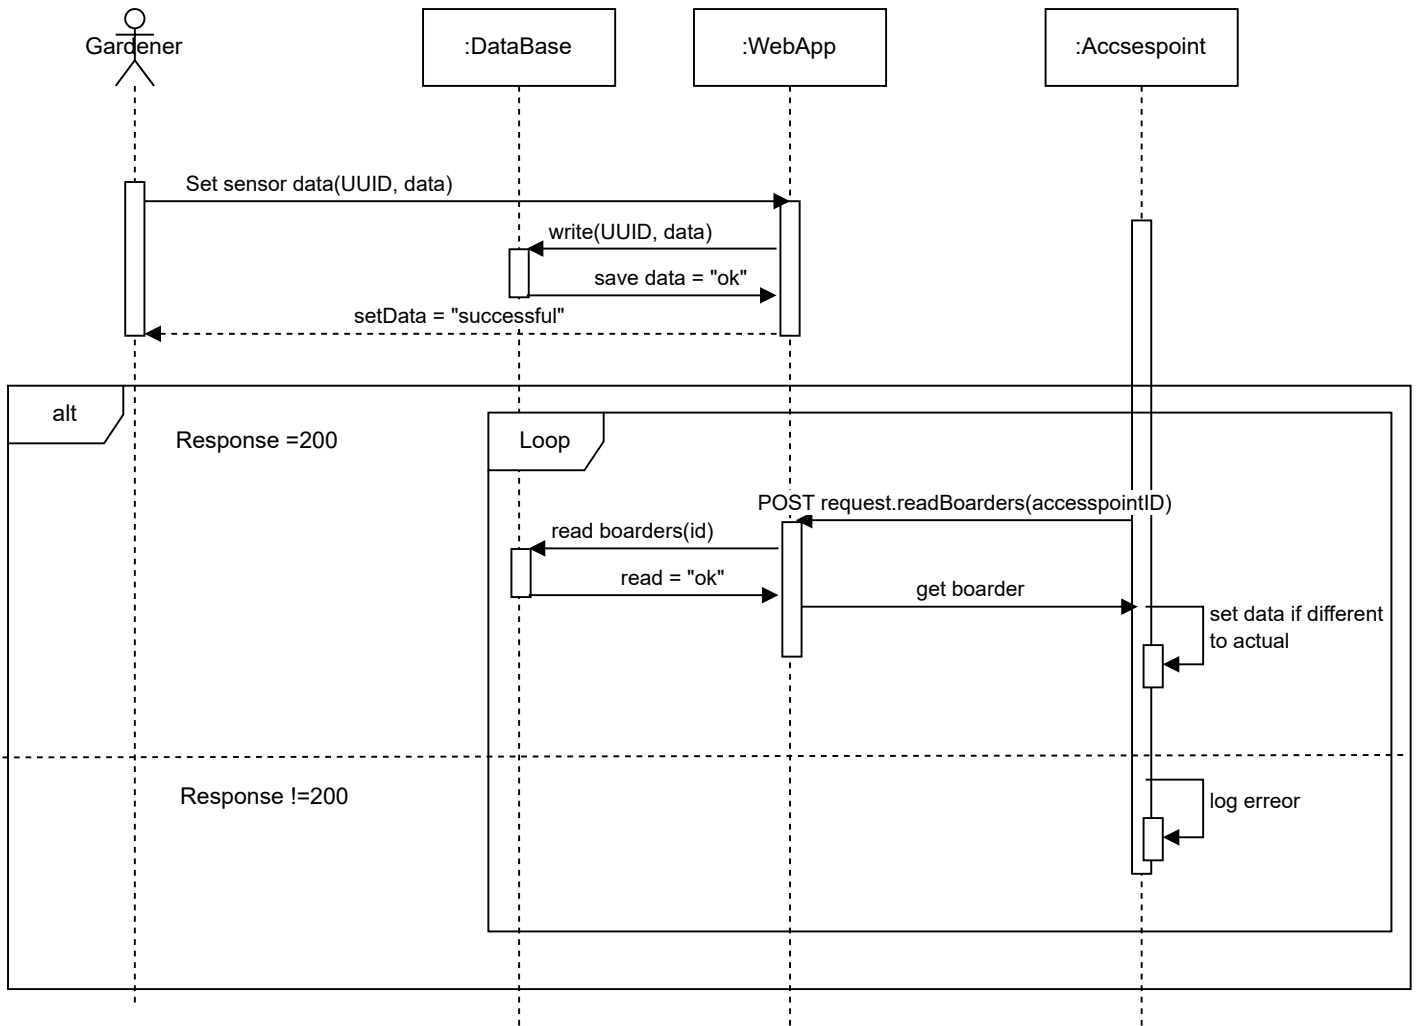 Gardener
:DataBase
:WebApp
:Accsespoint
Set sensor data(UUID, data)
write(UUID, data)
save data = "ok"
setData = "successful"
alt
Response =200
Loop
POST request.readBoarders(accesspointID)
read boarders(id)
read = "ok"
get boarder
set data if different
to actual
Response !=200
log erreor